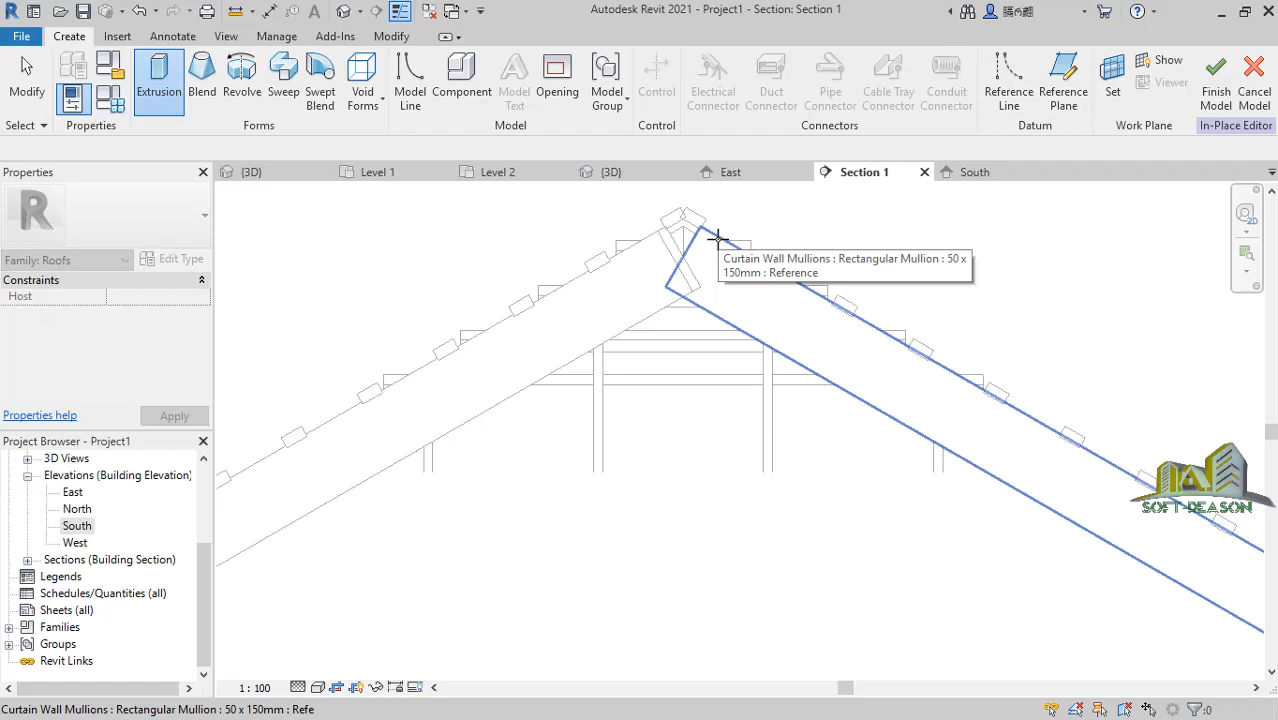 Autodesk Revit 2021 - Project1 - Section: Section 1
File Create Insert Annotate View Manage Add-Ins Modify
Modify Extrusion Blend Revolve Sweep Swept Blend Void Forms Model Line Component Model Text Opening Model Group Control Electrical Connector Duct Connector Pipe Connector Cable Tray Connector Conduit Connector Reference Line Reference Plane Set Show Viewer Finish Model Cancel Model
Select Properties Forms Model Control Connectors Datum Work Plane In-Place Editor
Properties
{3D} Level 1 Level 2 {3D} East Section 1 South
R
Family: Roofs Edit Type
Constraints
Host
Properties help Apply
2D
Curtain Wall Mullions : Rectangular Mullion : 50 x
150mm : Reference
Project Browser - Project1
3D Views
Elevations (Building Elevation)
East
North
South
West
Sections (Building Section)
Legends
Schedules/Quantities (all)
Sheets (all)
Families
Groups
Revit Links
SOFT-REASON
1 : 100
Curtain Wall Mullions : Rectangular Mullion : 50 x 150mm : Refe
:0